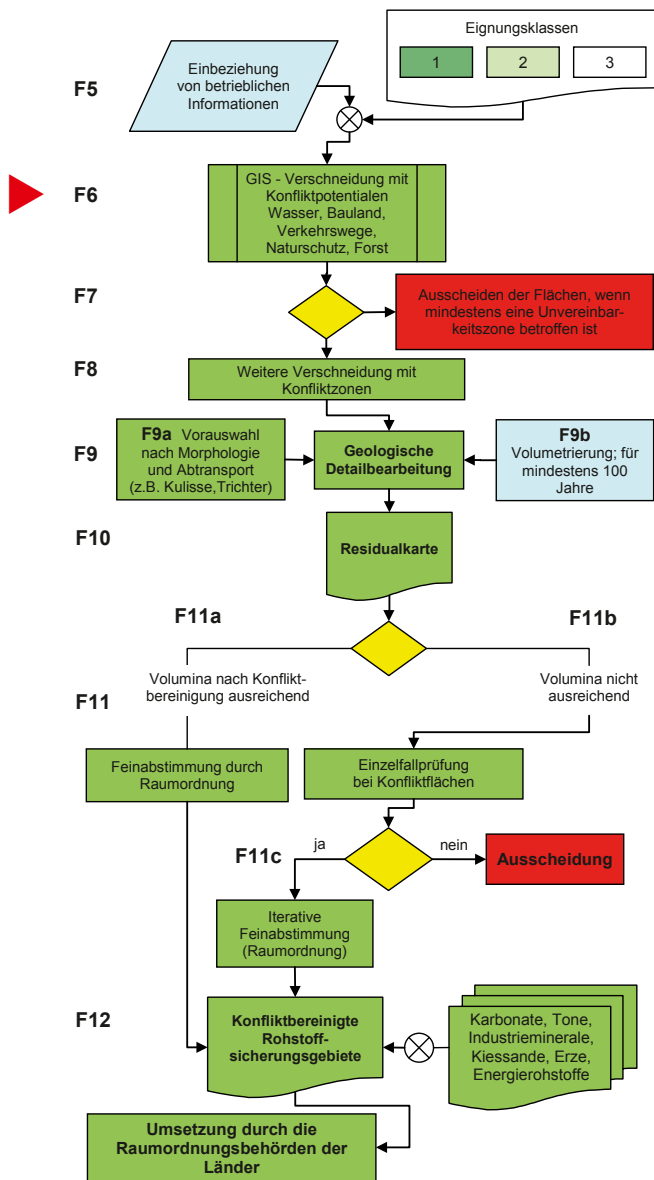 Eignungsklassen
1
2
3
F5
Einbeziehung
von betrieblichen
Informationen
F6
GIS - Verschneidung mit
Konfliktpotentialen
Wasser, Bauland,
Verkehrswege,
Naturschutz, Forst
F7
Ausscheiden der Flächen, wenn
mindestens eine Unvereinbar-
keitszone betroffen ist
F8
Weitere Verschneidung mit
Konfliktzonen
F9
F9a Vorauswahl
nach Morphologie
und Abtransport
(z.B. Kulisse,Trichter)
Geologische
Detailbearbeitung
F9b
Volumetrierung; für
mindestens 100
Jahre
F10
Residualkarte
F11a
F11b
F11
Volumina nach Konflikt-
bereinigung ausreichend
Volumina nicht
ausreichend
Feinabstimmung durch
Raumordnung
Einzelfallprüfung
bei Konfliktflächen
F11c
ja
nein
Ausscheidung
Iterative
Feinabstimmung
(Raumordnung)
F12
Konfliktbereinigte
Rohstoff-
sicherungsgebiete
Karbonate, Tone,
Industrieminerale,
Kiessande, Erze,
Energierohstoffe
Umsetzung durch die
Raumordnungsbehörden der
Länder